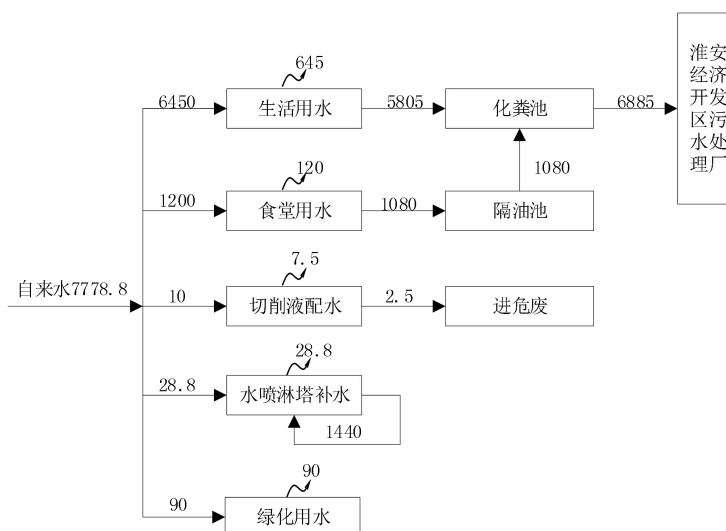 645
6450
生活用水
5805
化粪池
6885
淮安
经济
开发
区污
水处
理厂
120
1080
1200
食堂用水
1080
隔油池
7.5
自来水7778.8
10
切削液配水
2.5
进危废
28.8
28.8
水喷淋塔补水
1440
90
90
绿化用水